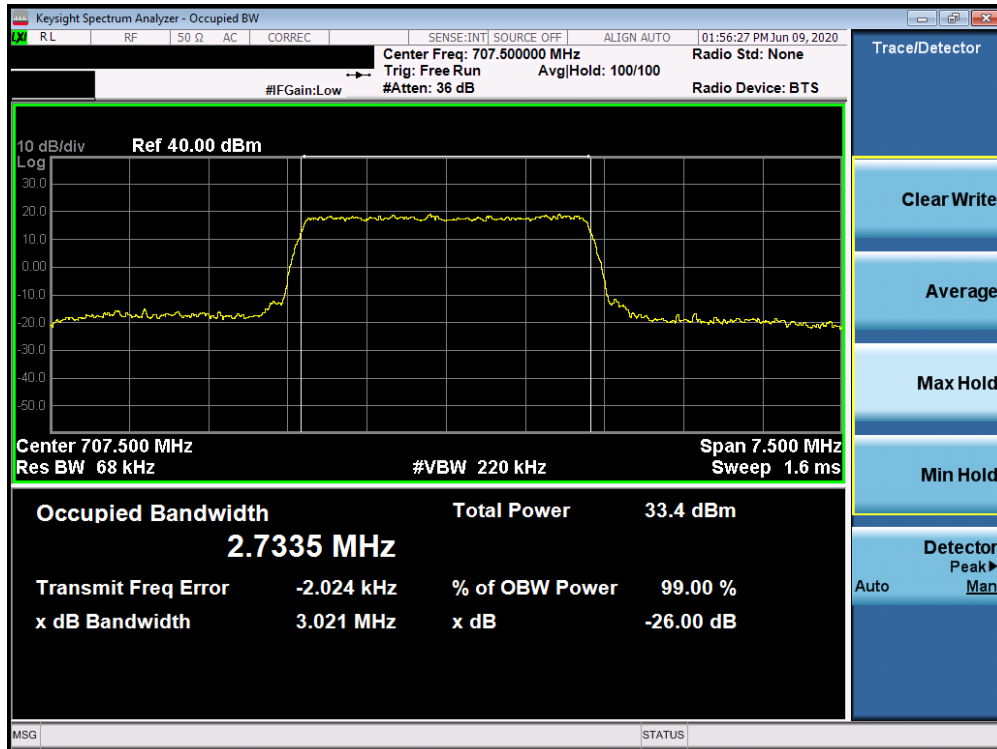 Keysight Spectrum Analyzer - Occupied BW
LXI RL RF 50 Ω AC CORREC SENSE:INT SOURCE OFF ALIGN AUTO 01:56:27 PM Jun 09, 2020
Center Freq: 707.500000 MHz Radio Std: None
Trig: Free Run Avg|Hold: 100/100
#IFGain:Low #Atten: 36 dB Radio Device: BTS
10 dB/div Ref 40.00 dBm
Log
30.0
20.0
10.0
0.00
-10.0
-20.0
-30.0
-40.0
-50.0
Center 707.500 MHz Span 7.500 MHz
Res BW 68 kHz #VBW 220 kHz Sweep 1.6 ms
Occupied Bandwidth Total Power 33.4 dBm
2.7335 MHz
Transmit Freq Error -2.024 kHz % of OBW Power 99.00 %
x dB Bandwidth 3.021 MHz x dB -26.00 dB
MSG STATUS
Trace/Detector
Clear Write
Average
Max Hold
Min Hold
Detector
Peak▶
Auto Man